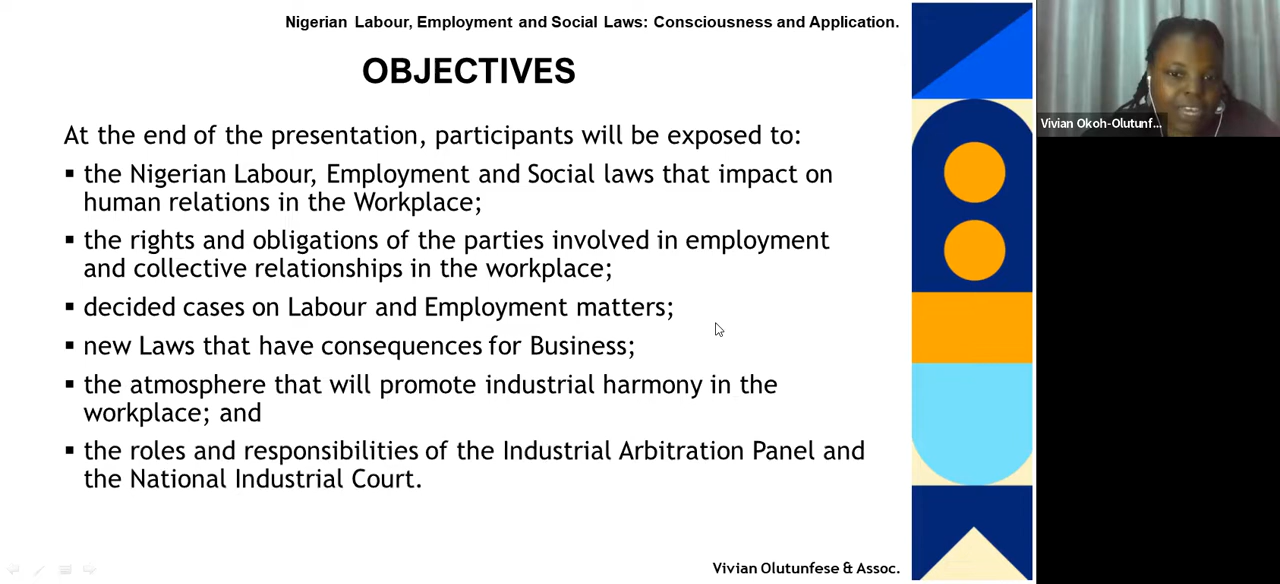 Nigerian Labour, Employment and Social Laws: Consciousness and Application.
OBJECTIVES
At the end of the presentation, participants will be exposed to:
▪ the Nigerian Labour, Employment and Social laws that impact on
human relations in the Workplace;
▪ the rights and obligations of the parties involved in employment
and collective relationships in the workplace;
▪ decided cases on Labour and Employment matters;
▪ new Laws that have consequences for Business;
▪ the atmosphere that will promote industrial harmony in the
workplace; and
▪ the roles and responsibilities of the Industrial Arbitration Panel and
the National Industrial Court.
Vivian Olutunfese & Assoc.
Vivian Okoh-Olutunf...